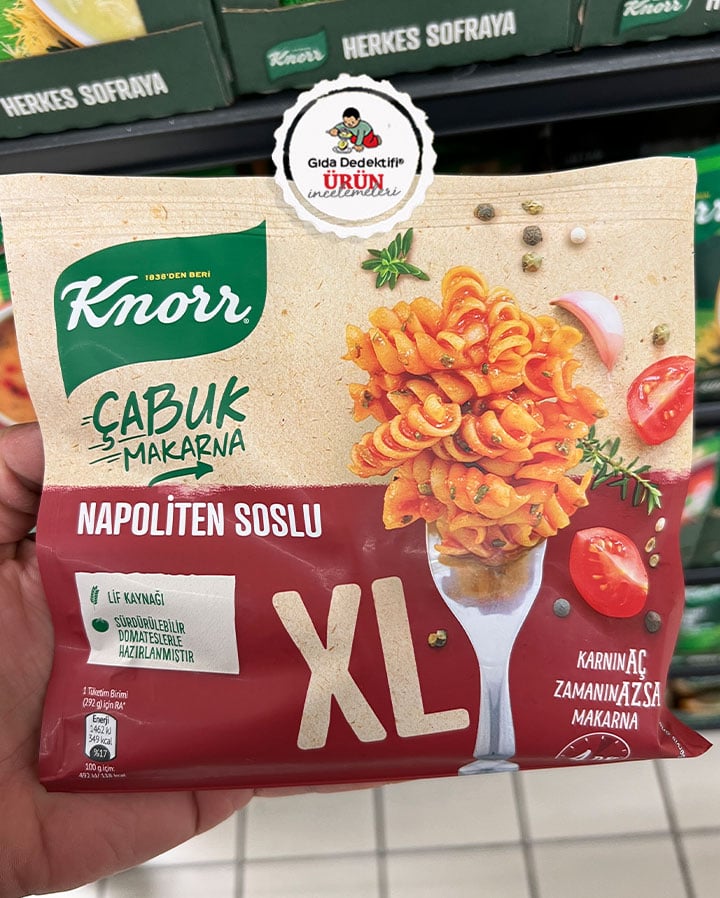 Knorr
HERKES SOFRAYA
Knorr
HERKES SOFRAYA
Gıda Dedektifi®
ÜRÜN
incelemeleri
1838'DEN BERİ
Knorr
ÇABUK
MAKARNA
NAPOLİTEN SOSLU
LİF KAYNAĞI
SÜRDÜRÜLEBİLİR
DOMATESLERLE
HAZIRLANMIŞTIR
XL
KARNIN AÇ
ZAMANIN AZSA
MAKARNA
1 Tüketim Birimi
(292 g) için RA*
Enerji
1462 kJ
349 kcal
%17
100 g için: